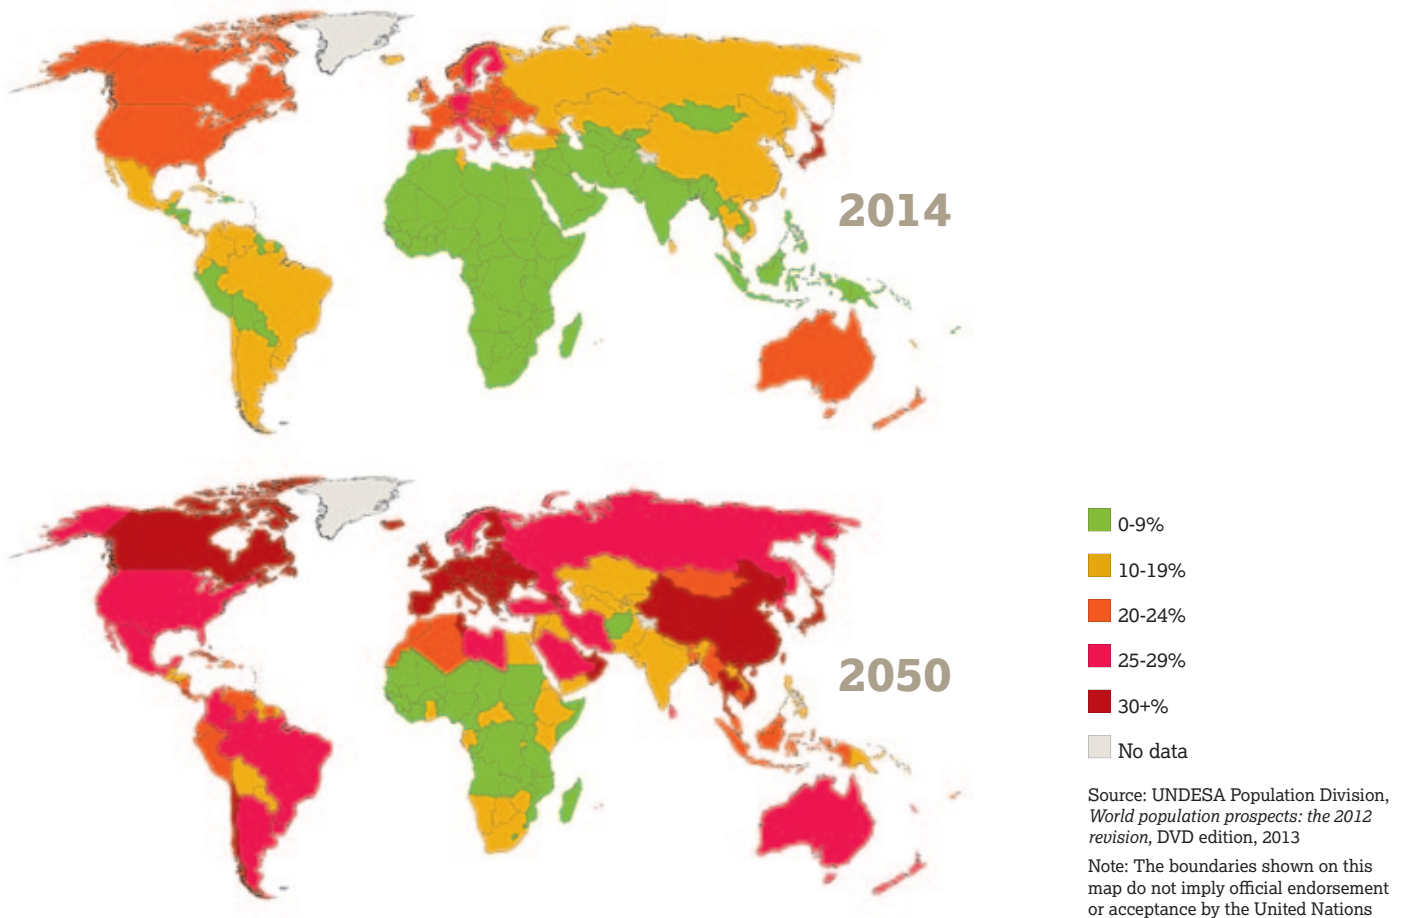 2014
2050
0-9%
10-19%
20-24%
25-29%
30+%
No data
Source: UNDESA Population Division,
World population prospects: the 2012
revision, DVD edition, 2013
Note: The boundaries shown on this
map do not imply official endorsement
or acceptance by the United Nations